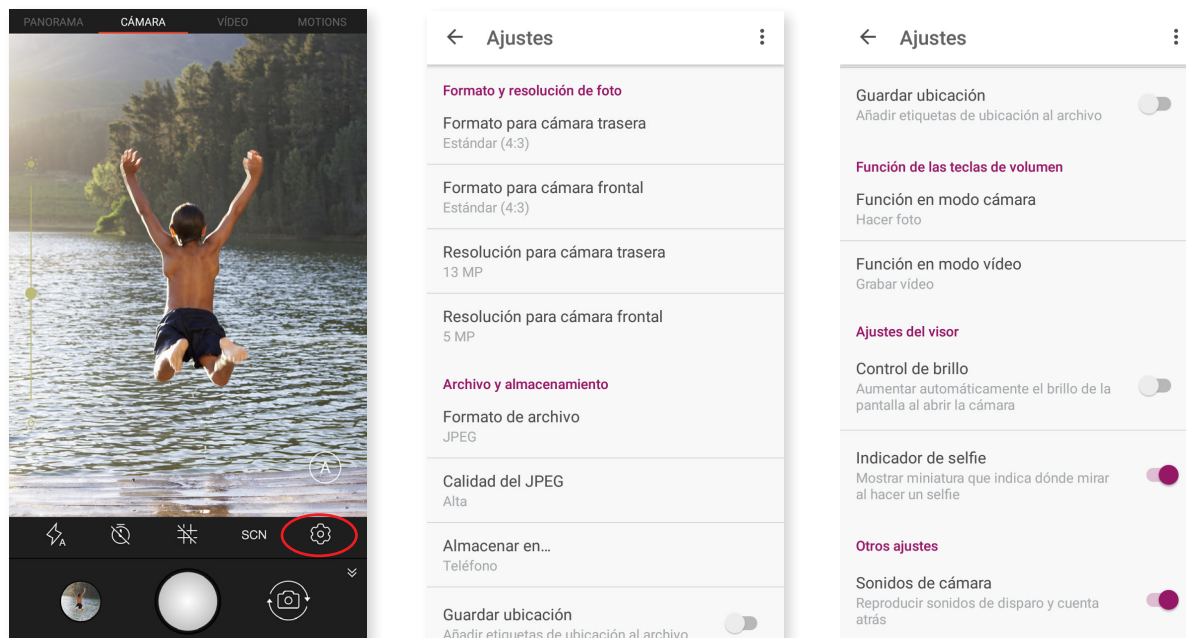 PANORAMA CÁMARA VÍDEO MOTIONS
A
A
SCN
Ajustes
Formato y resolución de foto
Formato para cámara trasera
Estándar (4:3)
Formato para cámara frontal
Estándar (4:3)
Resolución para cámara trasera
13 MP
Resolución para cámara frontal
5 MP
Archivo y almacenamiento
Formato de archivo
JPEG
Calidad del JPEG
Alta
Almacenar en...
Teléfono
Guardar ubicación
Añadir etiquetas de ubicación al archivo
Ajustes
Guardar ubicación
Añadir etiquetas de ubicación al archivo
Función de las teclas de volumen
Función en modo cámara
Hacer foto
Función en modo vídeo
Grabar vídeo
Ajustes del visor
Control de brillo
Aumentar automáticamente el brillo de la
pantalla al abrir la cámara
Indicador de selfie
Mostrar miniatura que indica dónde mirar
al hacer un selfie
Otros ajustes
Sonidos de cámara
Reproducir sonidos de disparo y cuenta
atrás